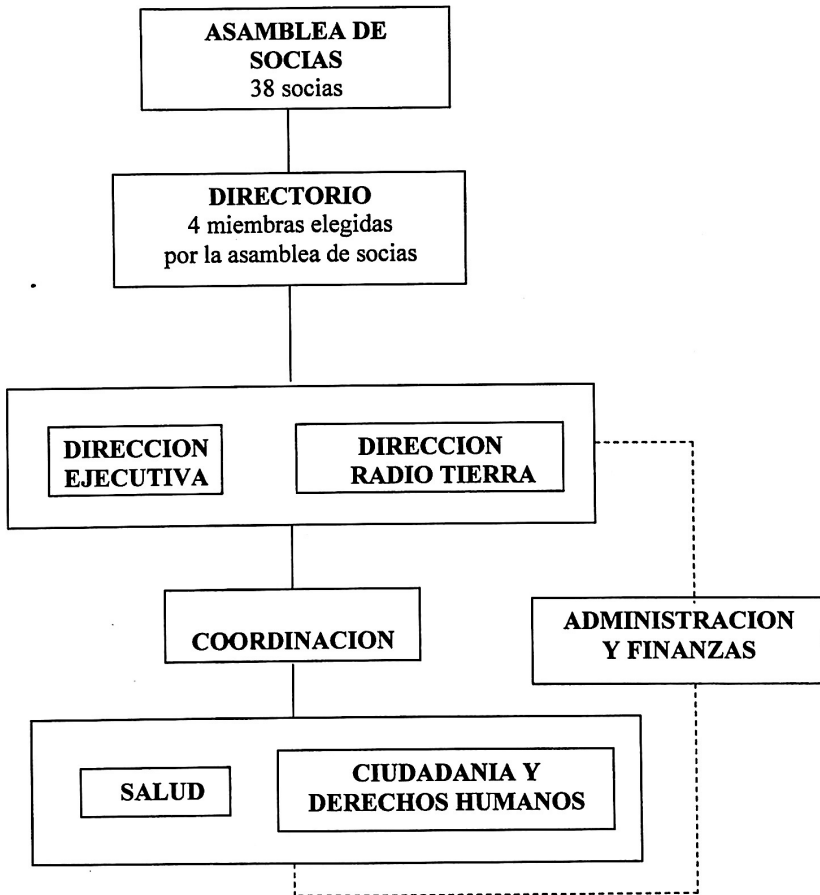 ASAMBLEA DE
SOCIAS
38 socias
DIRECTORIO
4 miembras elegidas
por la asamblea de socias
DIRECCION
EJECUTIVA
DIRECCION
RADIO TIERRA
COORDINACION
ADMINISTRACION
Y FINANZAS
SALUD
CIUDADANIA Y
DERECHOS HUMANOS